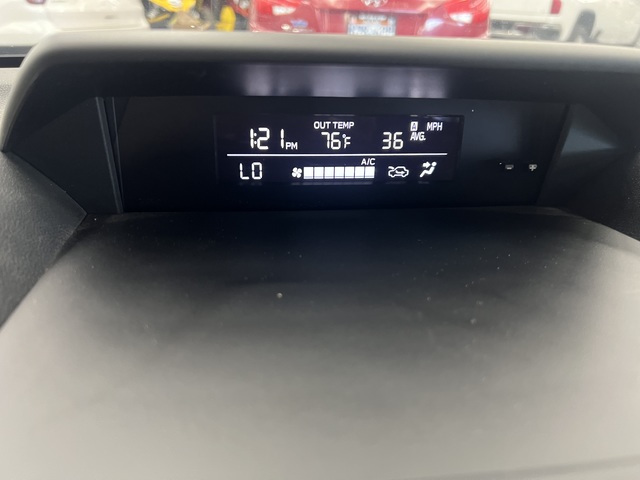 OUT TEMP A MPH
1:21 PM 76°F 36 AVG.
A/C
LO